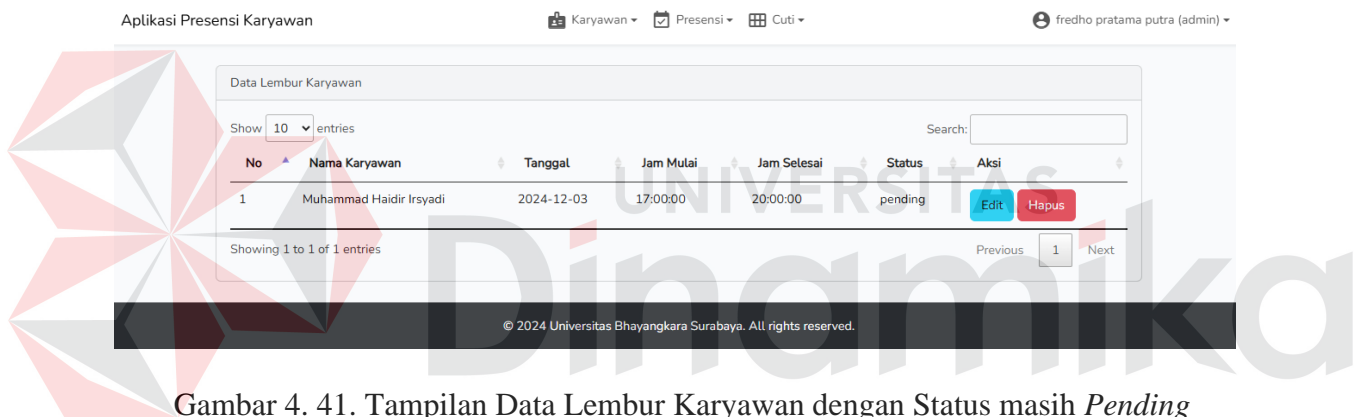 Aplikasi Presensi Karyawan Karyawan Presensi Cuti fredho pratama putra (admin)
Data Lembur Karyawan
Show 10 entries Search:
No Nama Karyawan Tanggal Jam Mulai Jam Selesai Status Aksi
1 Muhammad Haidir Irsyadi 2024-12-03 17:00:00 20:00:00 pending Edit Hapus
Showing 1 to 1 of 1 entries Previous 1 Next
© 2024 Universitas Bhayangkara Surabaya. All rights reserved.
UNIVERSITAS
Dinamika
Gambar 4. 41. Tampilan Data Lembur Karyawan dengan Status masih Pending